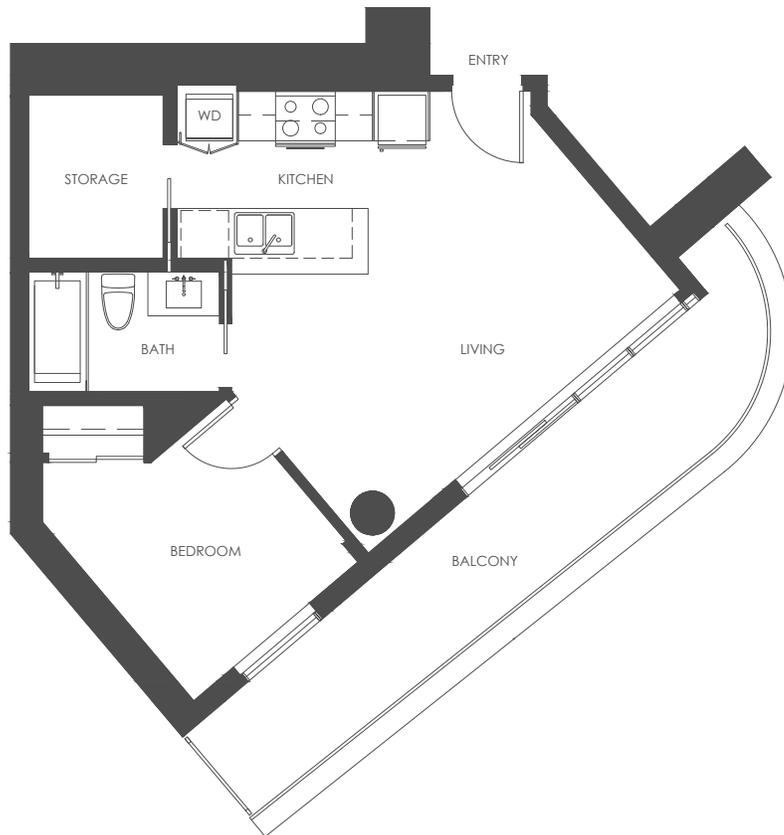 ENTRY
WD
STORAGE
KITCHEN
BATH
LIVING
BEDROOM
BALCONY